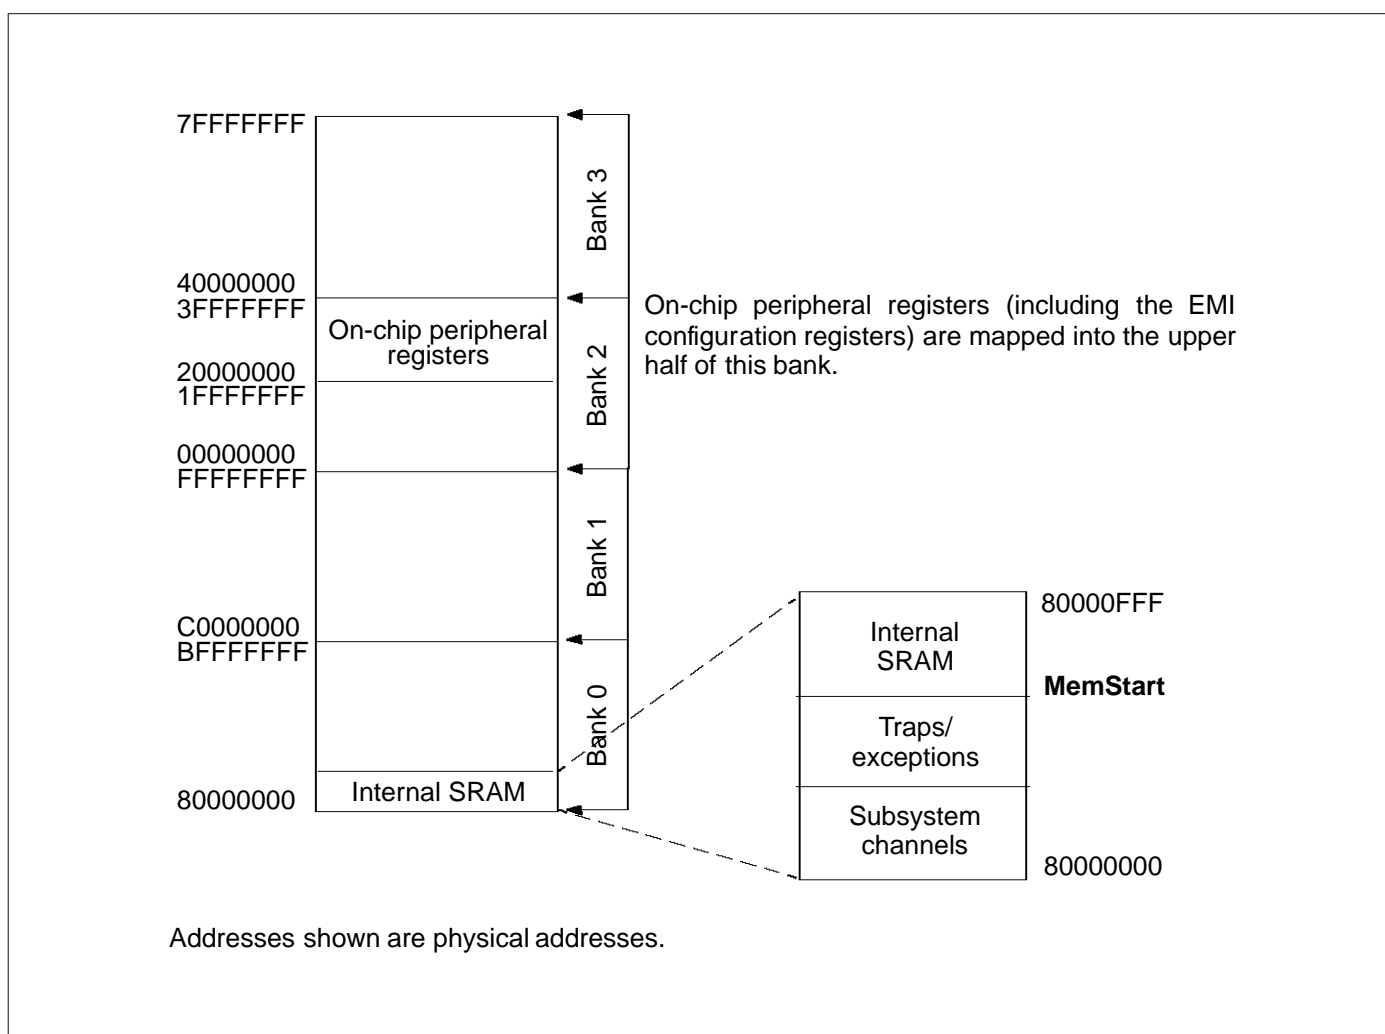 7FFFFFFF
Bank 3
40000000
3FFFFFFF
On-chip peripheral
registers
On-chip peripheral registers (including the EMI
configuration registers) are mapped into the upper
half of this bank.
Bank 2
20000000
1FFFFFFF
00000000
FFFFFFFF
Bank 1
C0000000
BFFFFFFF
Bank 0
80000000
Internal SRAM
80000FFF
Internal
SRAM
MemStart
Traps/
exceptions
Subsystem
channels
80000000
Addresses shown are physical addresses.